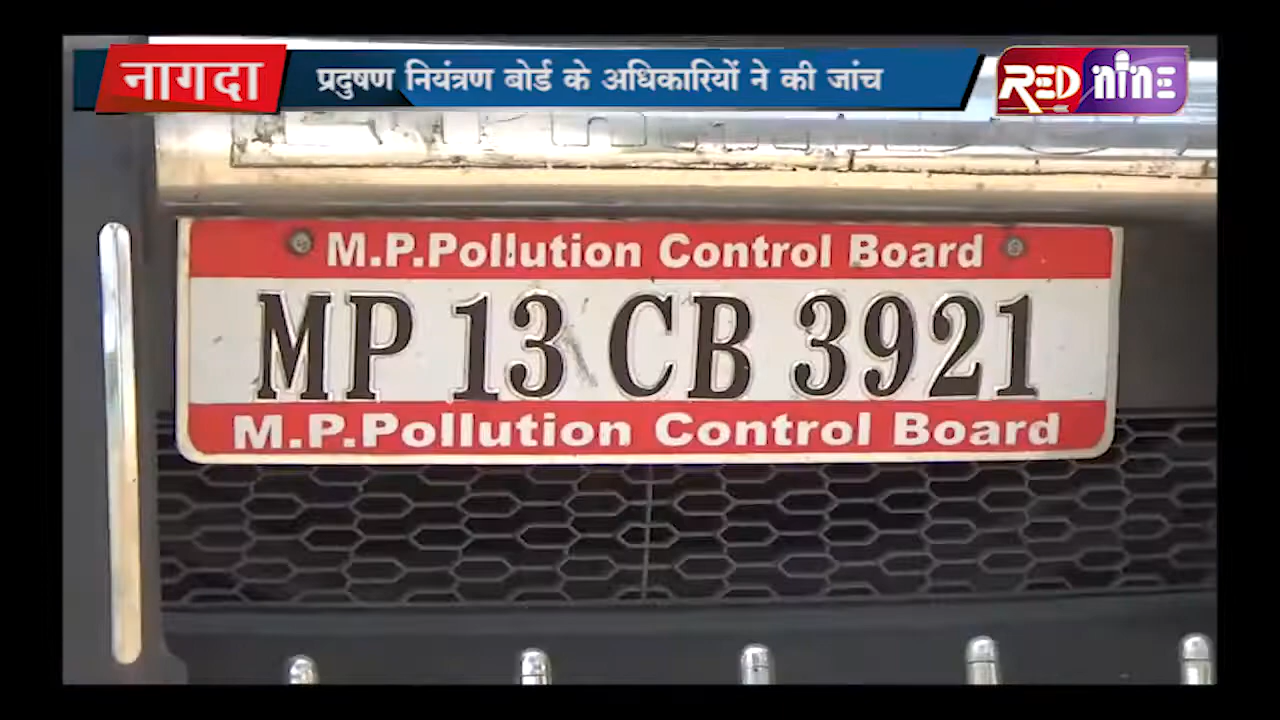 नागदा
प्रदुषण नियंत्रण बोर्ड के अधिकारियों ने की जांच
RED NINE
M.P.Pollution Control Board
MP 13 CB 3921
M.P.Pollution Control Board